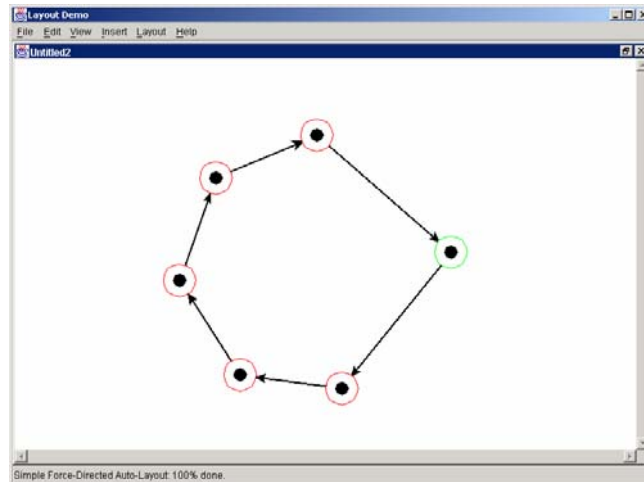 Layout Demo
File Edit View Insert Layout Help
Untitled2
Simple Force-Directed Auto-Layout: 100% done.